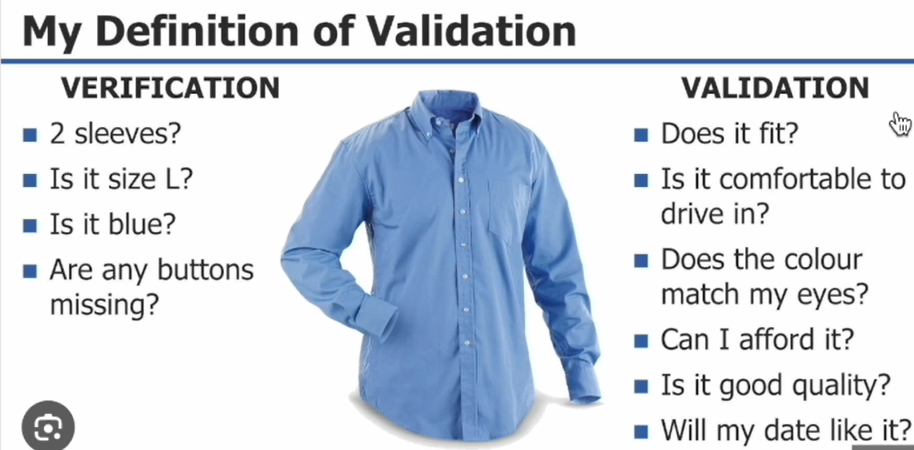 My Definition of Validation
VERIFICATION
2 sleeves?
Is it size L?
Is it blue?
Are any buttons
missing?
VALIDATION
Does it fit?
Is it comfortable to
drive in?
Does the colour
match my eyes?
Can I afford it?
Is it good quality?
Will my date like it?